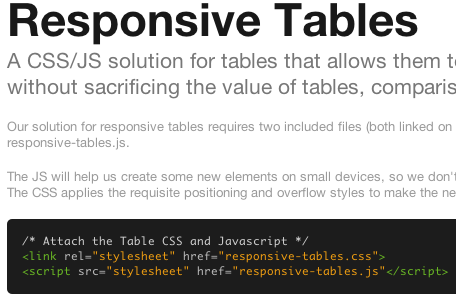 Responsive Tables
A CSS/JS solution for tables that allows them
without sacrificing the value of tables,
Our solution for responsive tables requires two included files (both linked on
responsive-tables.js.
The JS will help us create some new elements on small devices, so we don't
The CSS applies the requisite positioning and overflow styles to make the
/* Attach the Table CSS and Javascript */
<link rel="stylesheet" href="responsive-tables.css">
<script src="stylesheet" href="responsive-tables.js"</script>